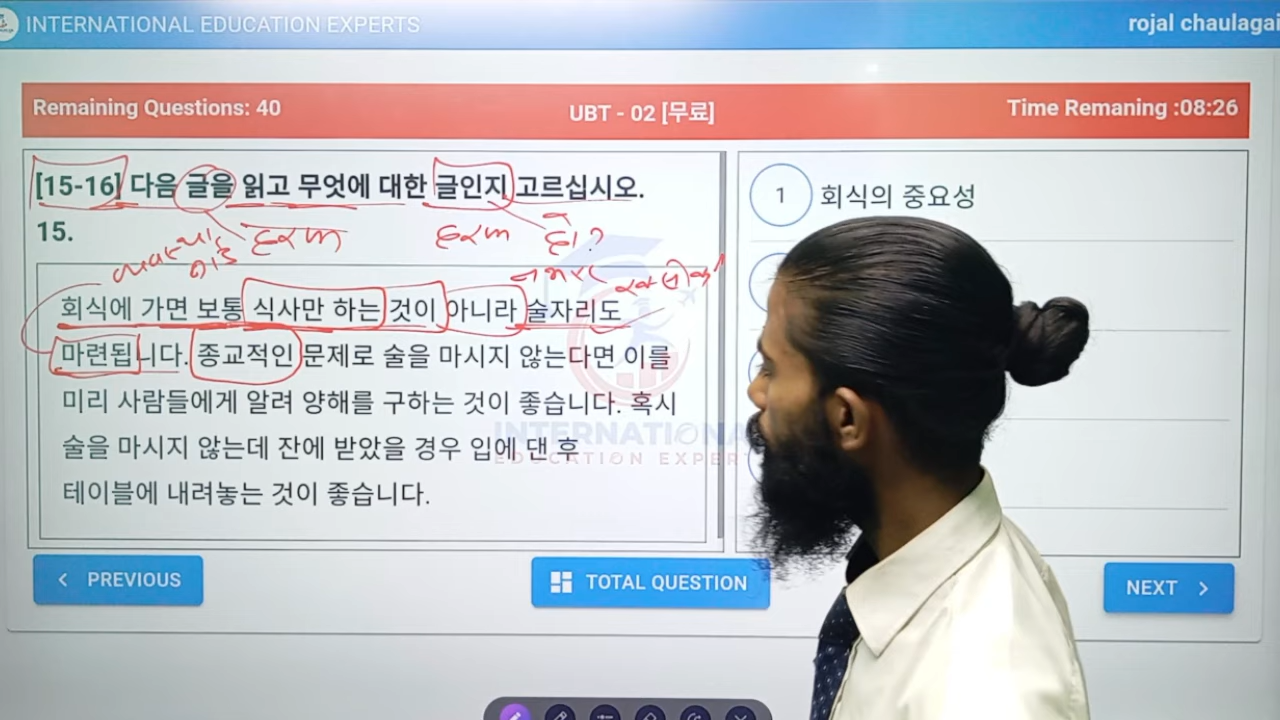 INTERNATIONAL EDUCATION EXPERTS
rojal chaulagai
Remaining Questions: 40
UBT - 02 [무료]
Time Remaning :08:26
[15-16] 다음 글을 읽고 무엇에 대한 글인지 고르십시오.
15.
회식에 가면 보통 식사만 하는 것이 아니라 술자리도
마련됩니다. 종교적인 문제로 술을 마시지 않는다면 이를
미리 사람들에게 알려 양해를 구하는 것이 좋습니다. 혹시
술을 마시지 않는데 잔에 받았을 경우 입에 댄 후
테이블에 내려놓는 것이 좋습니다.
INTERNATIONA
EDUCATION EXPERT
1 회식의 중요성
PREVIOUS
TOTAL QUESTION
NEXT